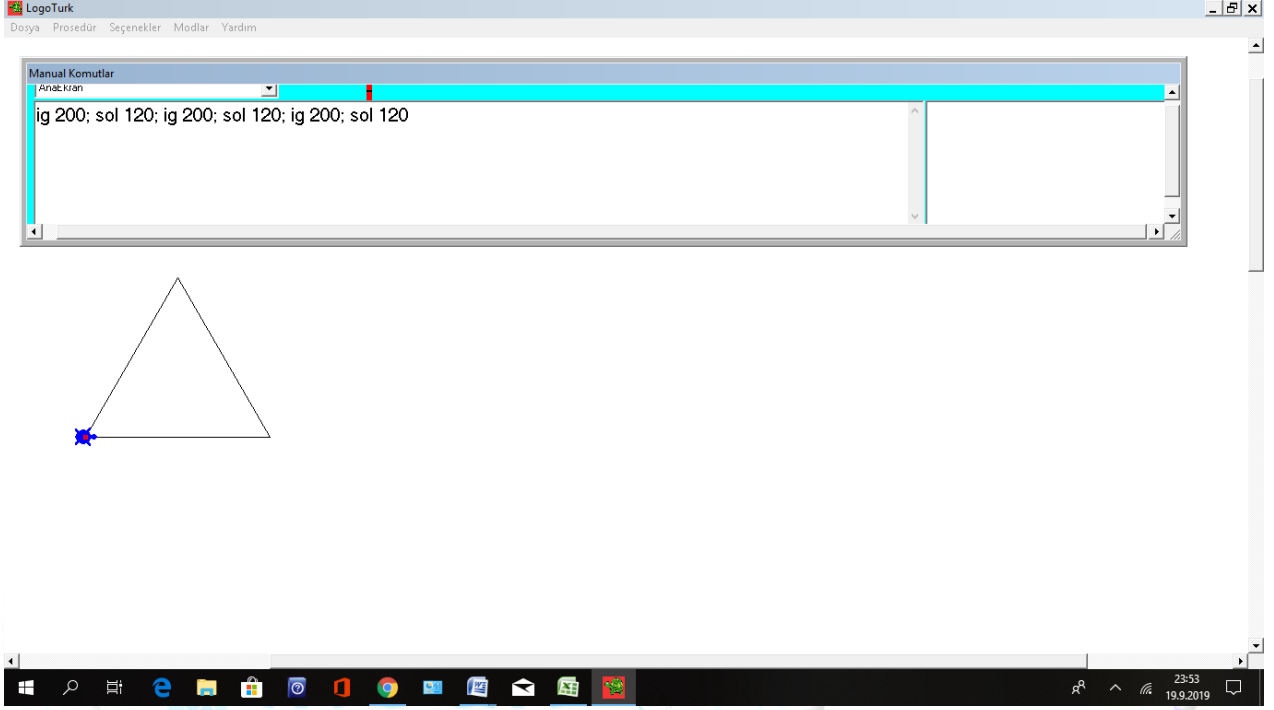 LogoTurk
Dosya Prosedür Seçenekler Modlar Yardım
Manual Komutlar
AnaEkran
ig 200; sol 120; ig 200; sol 120; ig 200; sol 120
23:53
19.9.2019